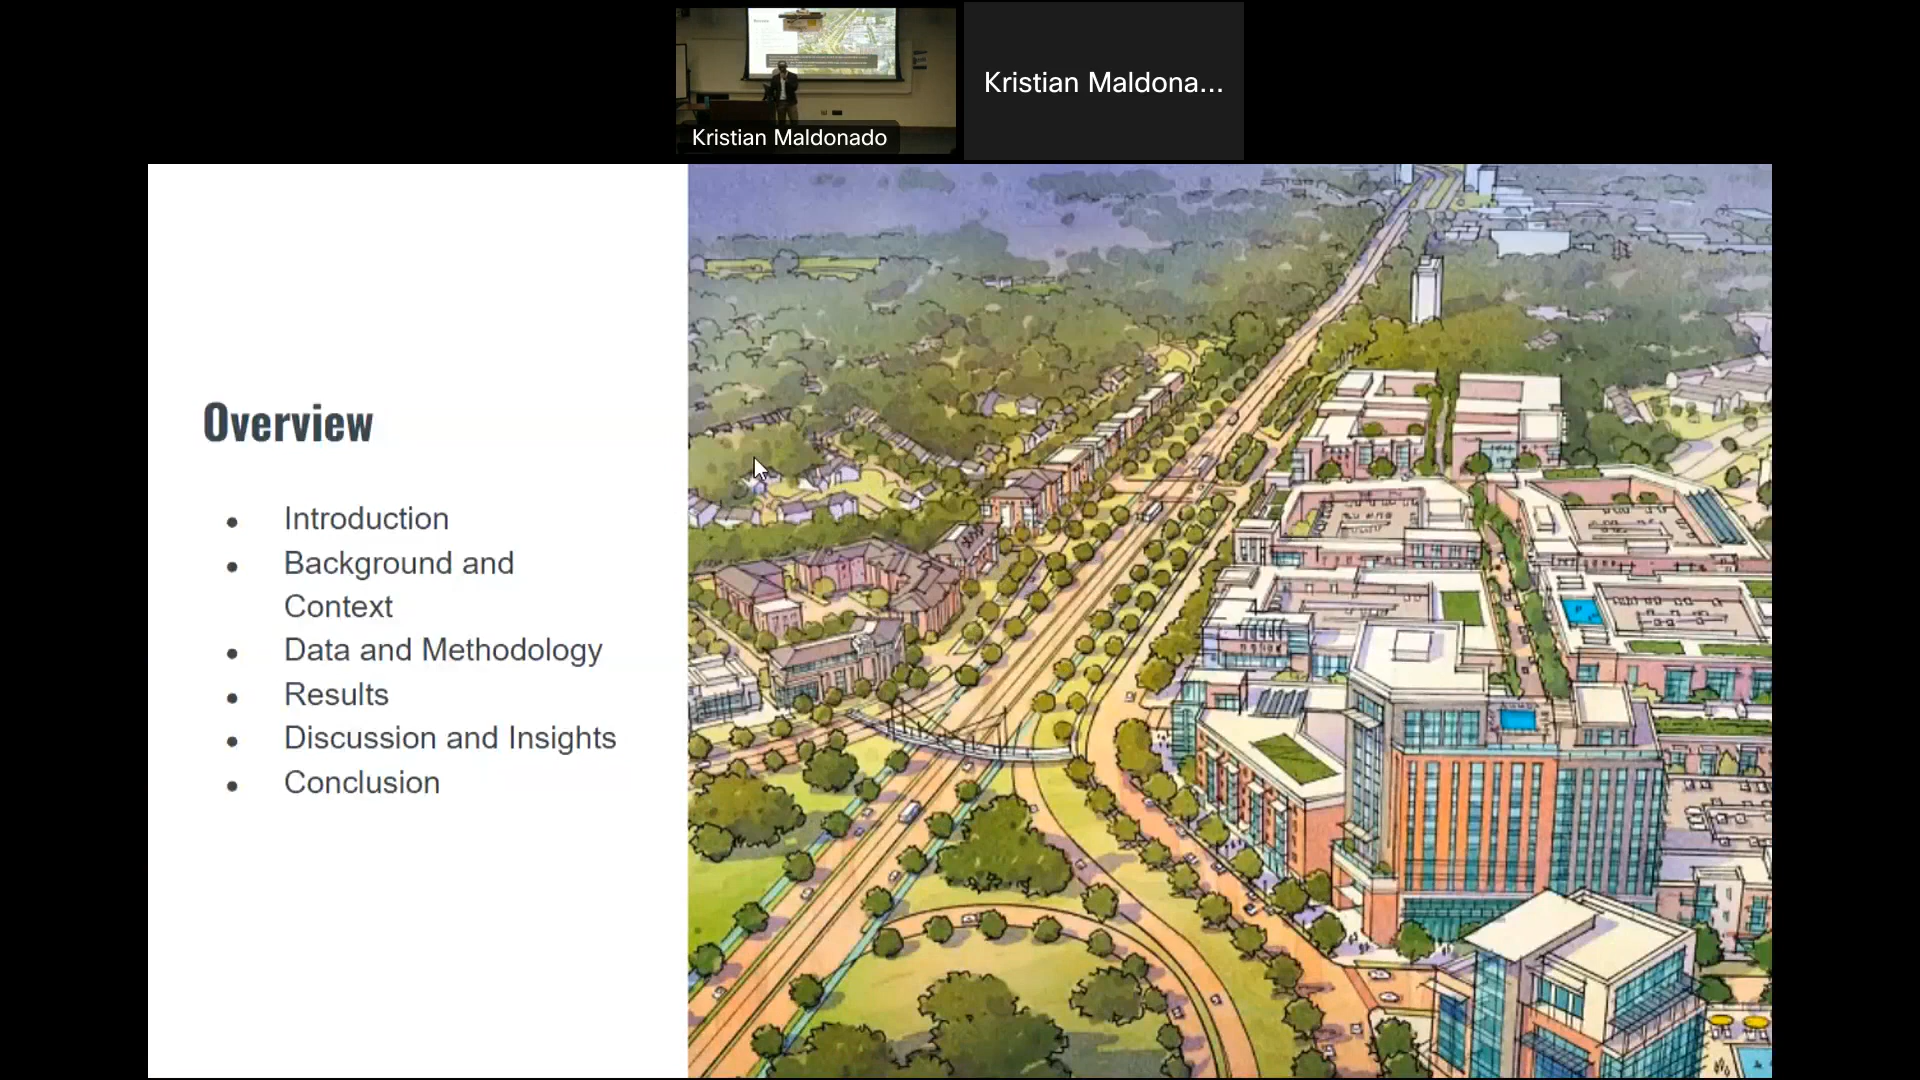 Kristian Maldonado
Kristian Maldona...
Overview
Introduction
Background and
Context
Data and Methodology
Results
Discussion and Insights
Conclusion